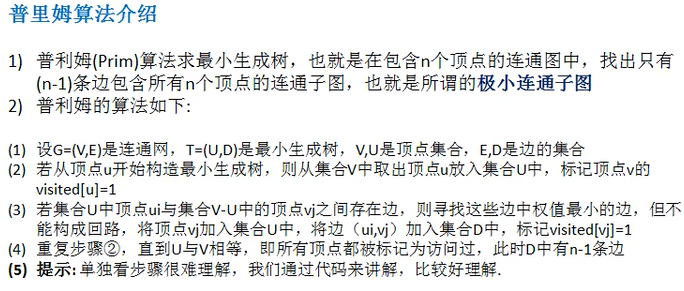 普里姆算法介绍
1) 普利姆(Prim)算法求最小生成树，也就是在包含n个顶点的连通图中，找出只有
(n-1)条边包含所有n个顶点的连通子图，也就是所谓的极小连通子图
2) 普利姆的算法如下:
(1) 设G=(V,E)是连通网，T=(U,D)是最小生成树，V,U是顶点集合，E,D是边的集合
(2) 若从顶点u开始构造最小生成树，则从集合V中取出顶点u放入集合U中，标记顶点v的
visited[u]=1
(3) 若集合U中顶点ui与集合V-U中的顶点vj之间存在边，则寻找这些边中权值最小的边，但不
能构成回路，将顶点vj加入集合U中，将边（ui,vj）加入集合D中，标记visited[vj]=1
(4) 重复步骤②，直到U与V相等，即所有顶点都被标记为访问过，此时D中有n-1条边
(5) 提示: 单独看步骤很难理解，我们通过代码来讲解，比较好理解.